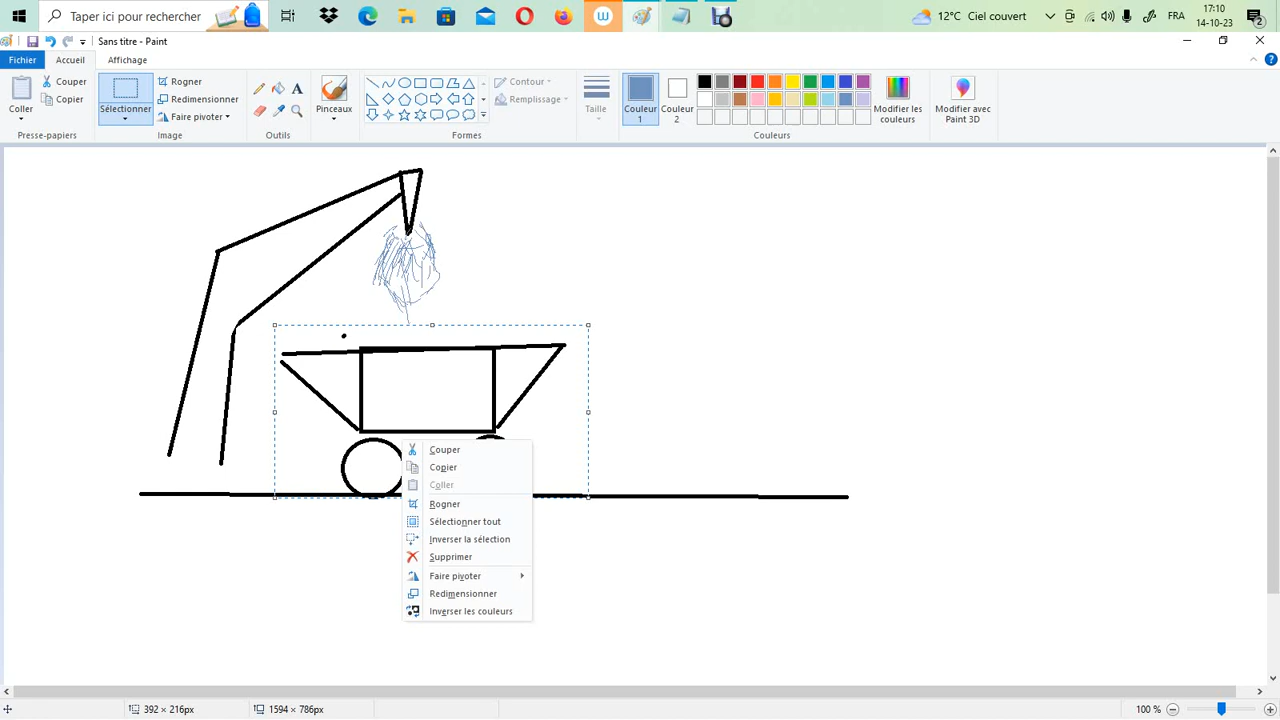 Taper ici pour rechercher
W
12°C Ciel couvert
FRA
17:10
14-10-23
2
Sans titre - Paint
Fichier
Accueil
Affichage
?
Coller
Couper
Copier
Presse-papiers
Sélectionner
Rogner
Redimensionner
Faire pivoter
Image
A
Outils
Pinceaux
Contour
Remplissage
Formes
Taille
Couleur
1
Couleur
2
Modifier les
couleurs
Couleurs
Modifier avec
Paint 3D
Couper
Copier
Coller
Rogner
Sélectionner tout
Inverser la sélection
Supprimer
Faire pivoter
Redimensionner
Inverser les couleurs
392 × 216px
1594 × 786px
100 %